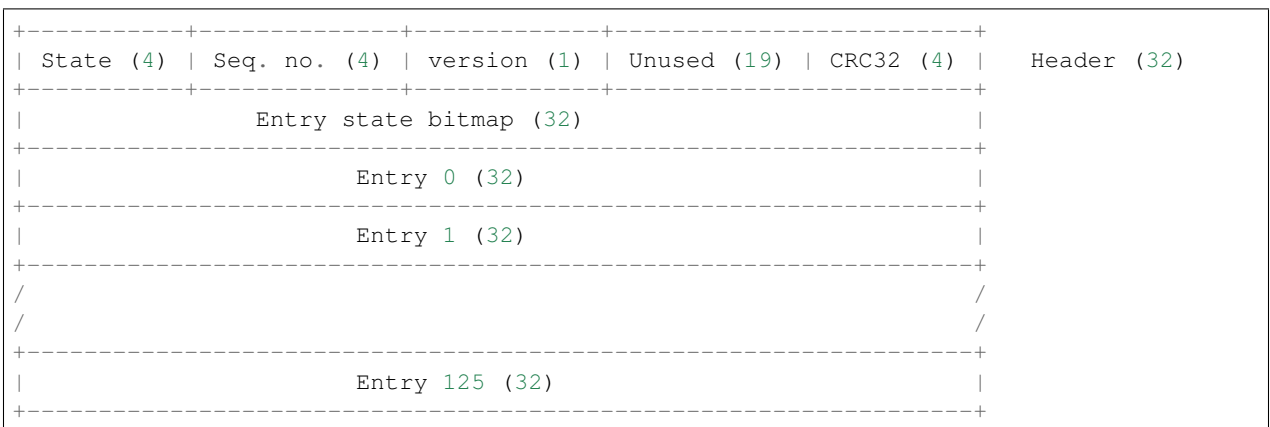 +-----------+--------------+-------------+-------------------------+
| State (4) | Seq. no. (4) | version (1) | Unused (19) | CRC32 (4) | Header (32)
+-----------+--------------+-------------+-------------------------+
| Entry state bitmap (32) |
+------------------------------------------------------------------+
| Entry 0 (32) |
+------------------------------------------------------------------+
| Entry 1 (32) |
+------------------------------------------------------------------+
/ /
/ /
+------------------------------------------------------------------+
| Entry 125 (32) |
+------------------------------------------------------------------+